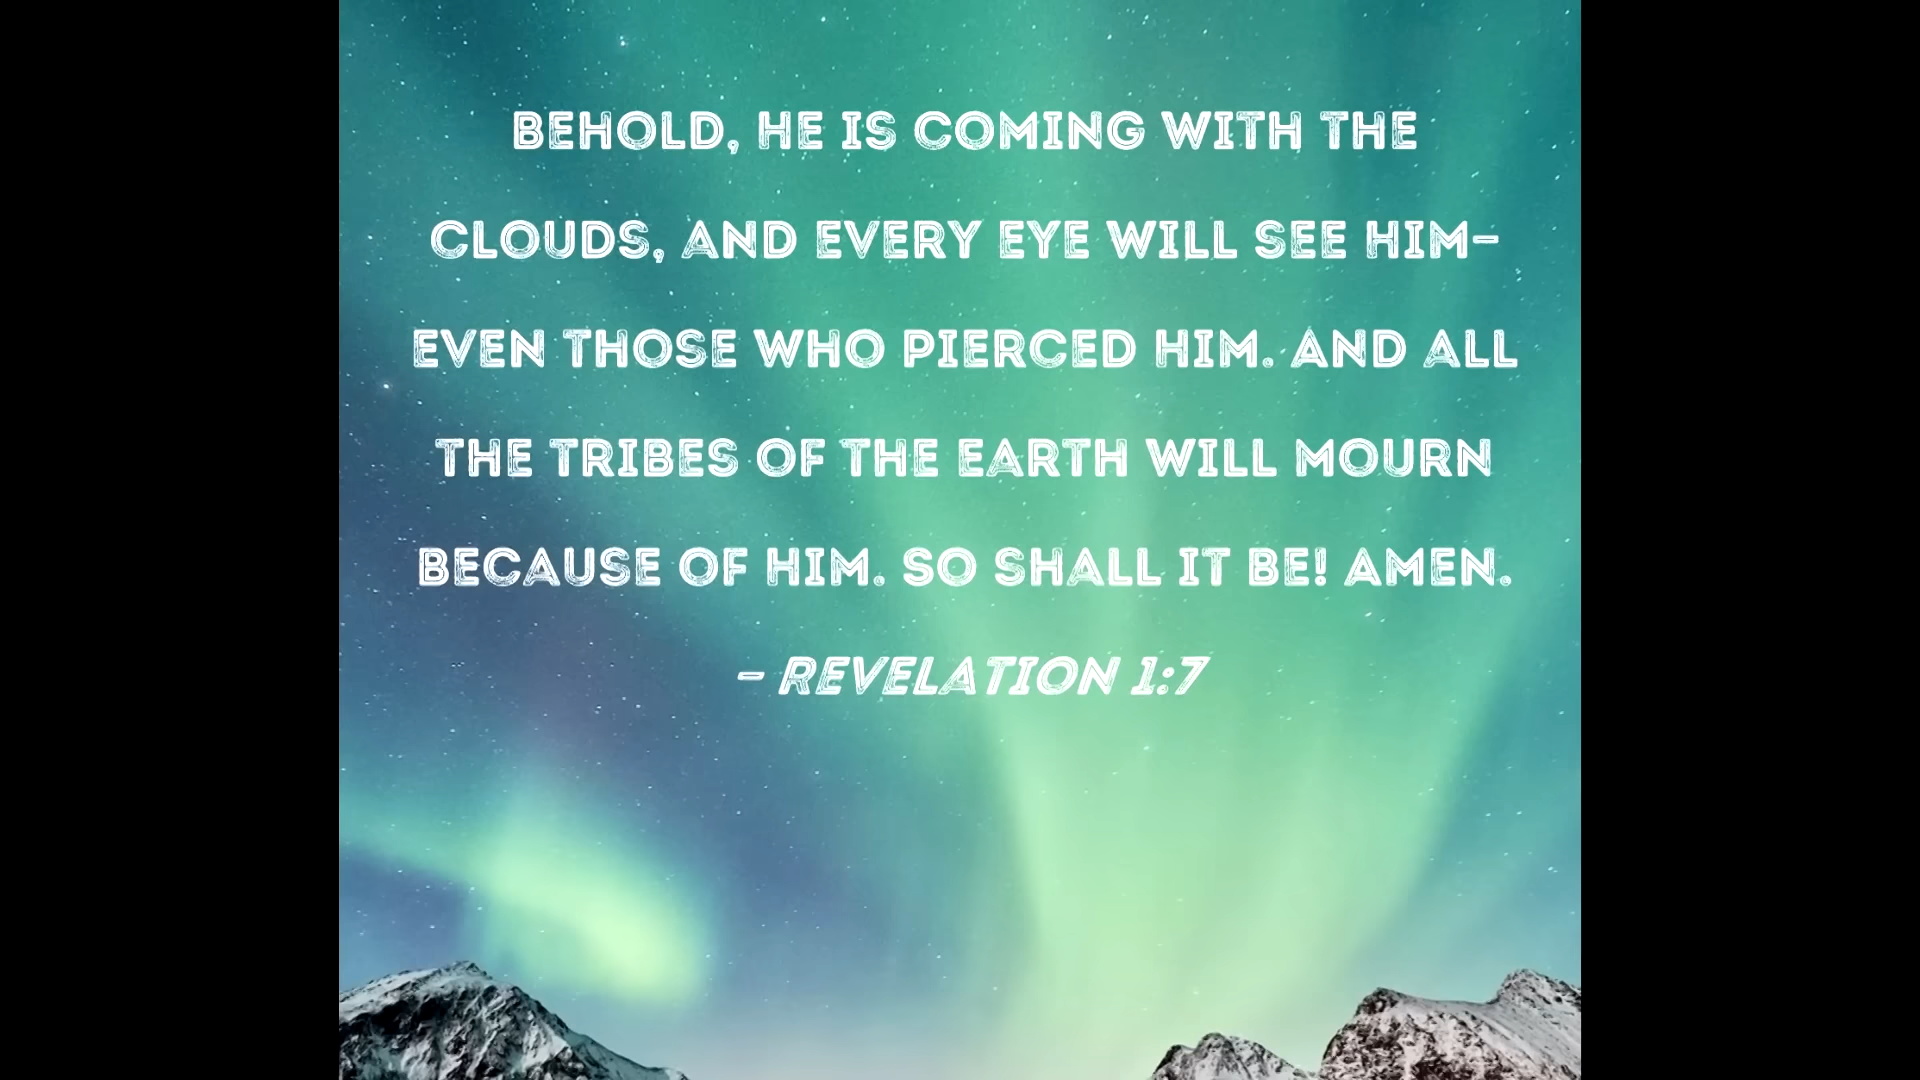 BEHOLD, HE IS COMING WITH THE
CLOUDS, AND EVERY EYE WILL SEE HIM–
EVEN THOSE WHO PIERCED HIM. AND ALL
THE TRIBES OF THE EARTH WILL MOURN
BECAUSE OF HIM. SO SHALL IT BE! AMEN.
– REVELATION 1:7